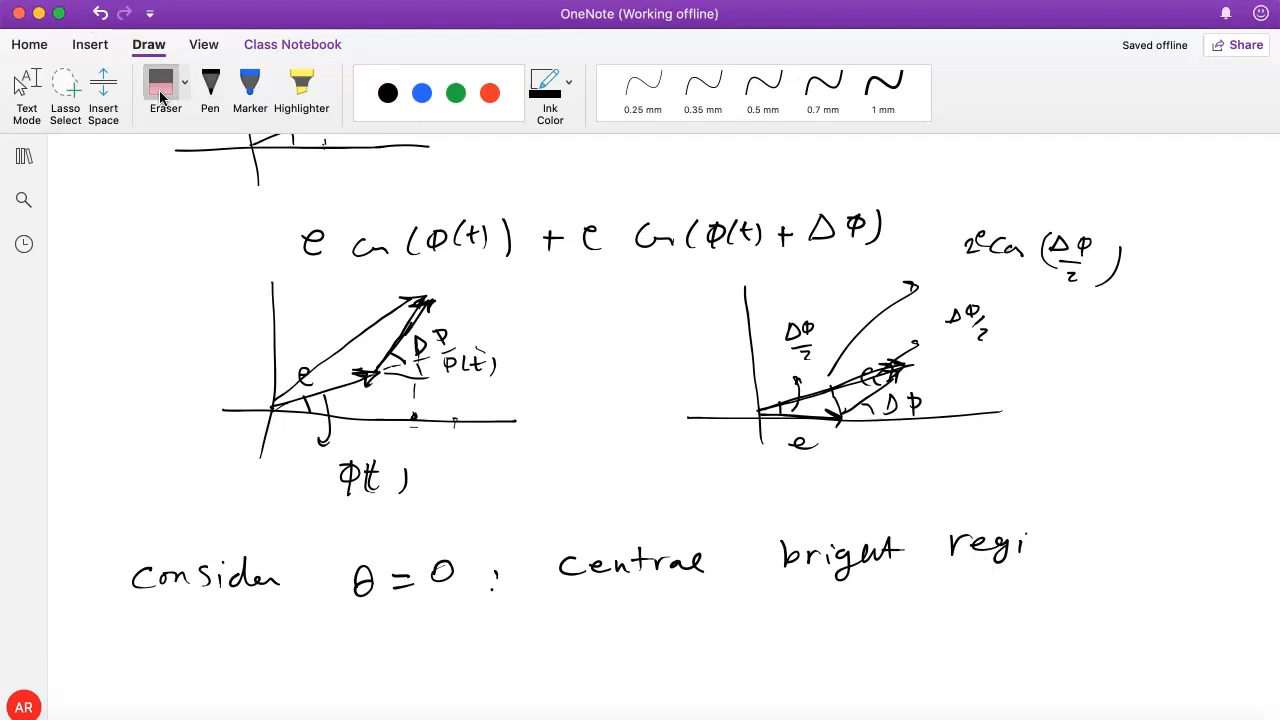 OneNote (Working offline)
Home Insert Draw View Class Notebook Saved offline Share
Text Mode Lasso Select Insert Space Eraser Pen Marker Highlighter Ink Color 0.25 mm 0.35 mm 0.5 mm 0.7 mm 1 mm
e cos(Φ(t)) + e cos(Φ(t) + ΔΦ)
2e cos(ΔΦ/2)
ΔΦ
Φ(t)
e
Φ(t)
ΔΦ/2
ΔΦ/2
e
ΔΦ
e
consider θ = 0 : central bright regi
AR